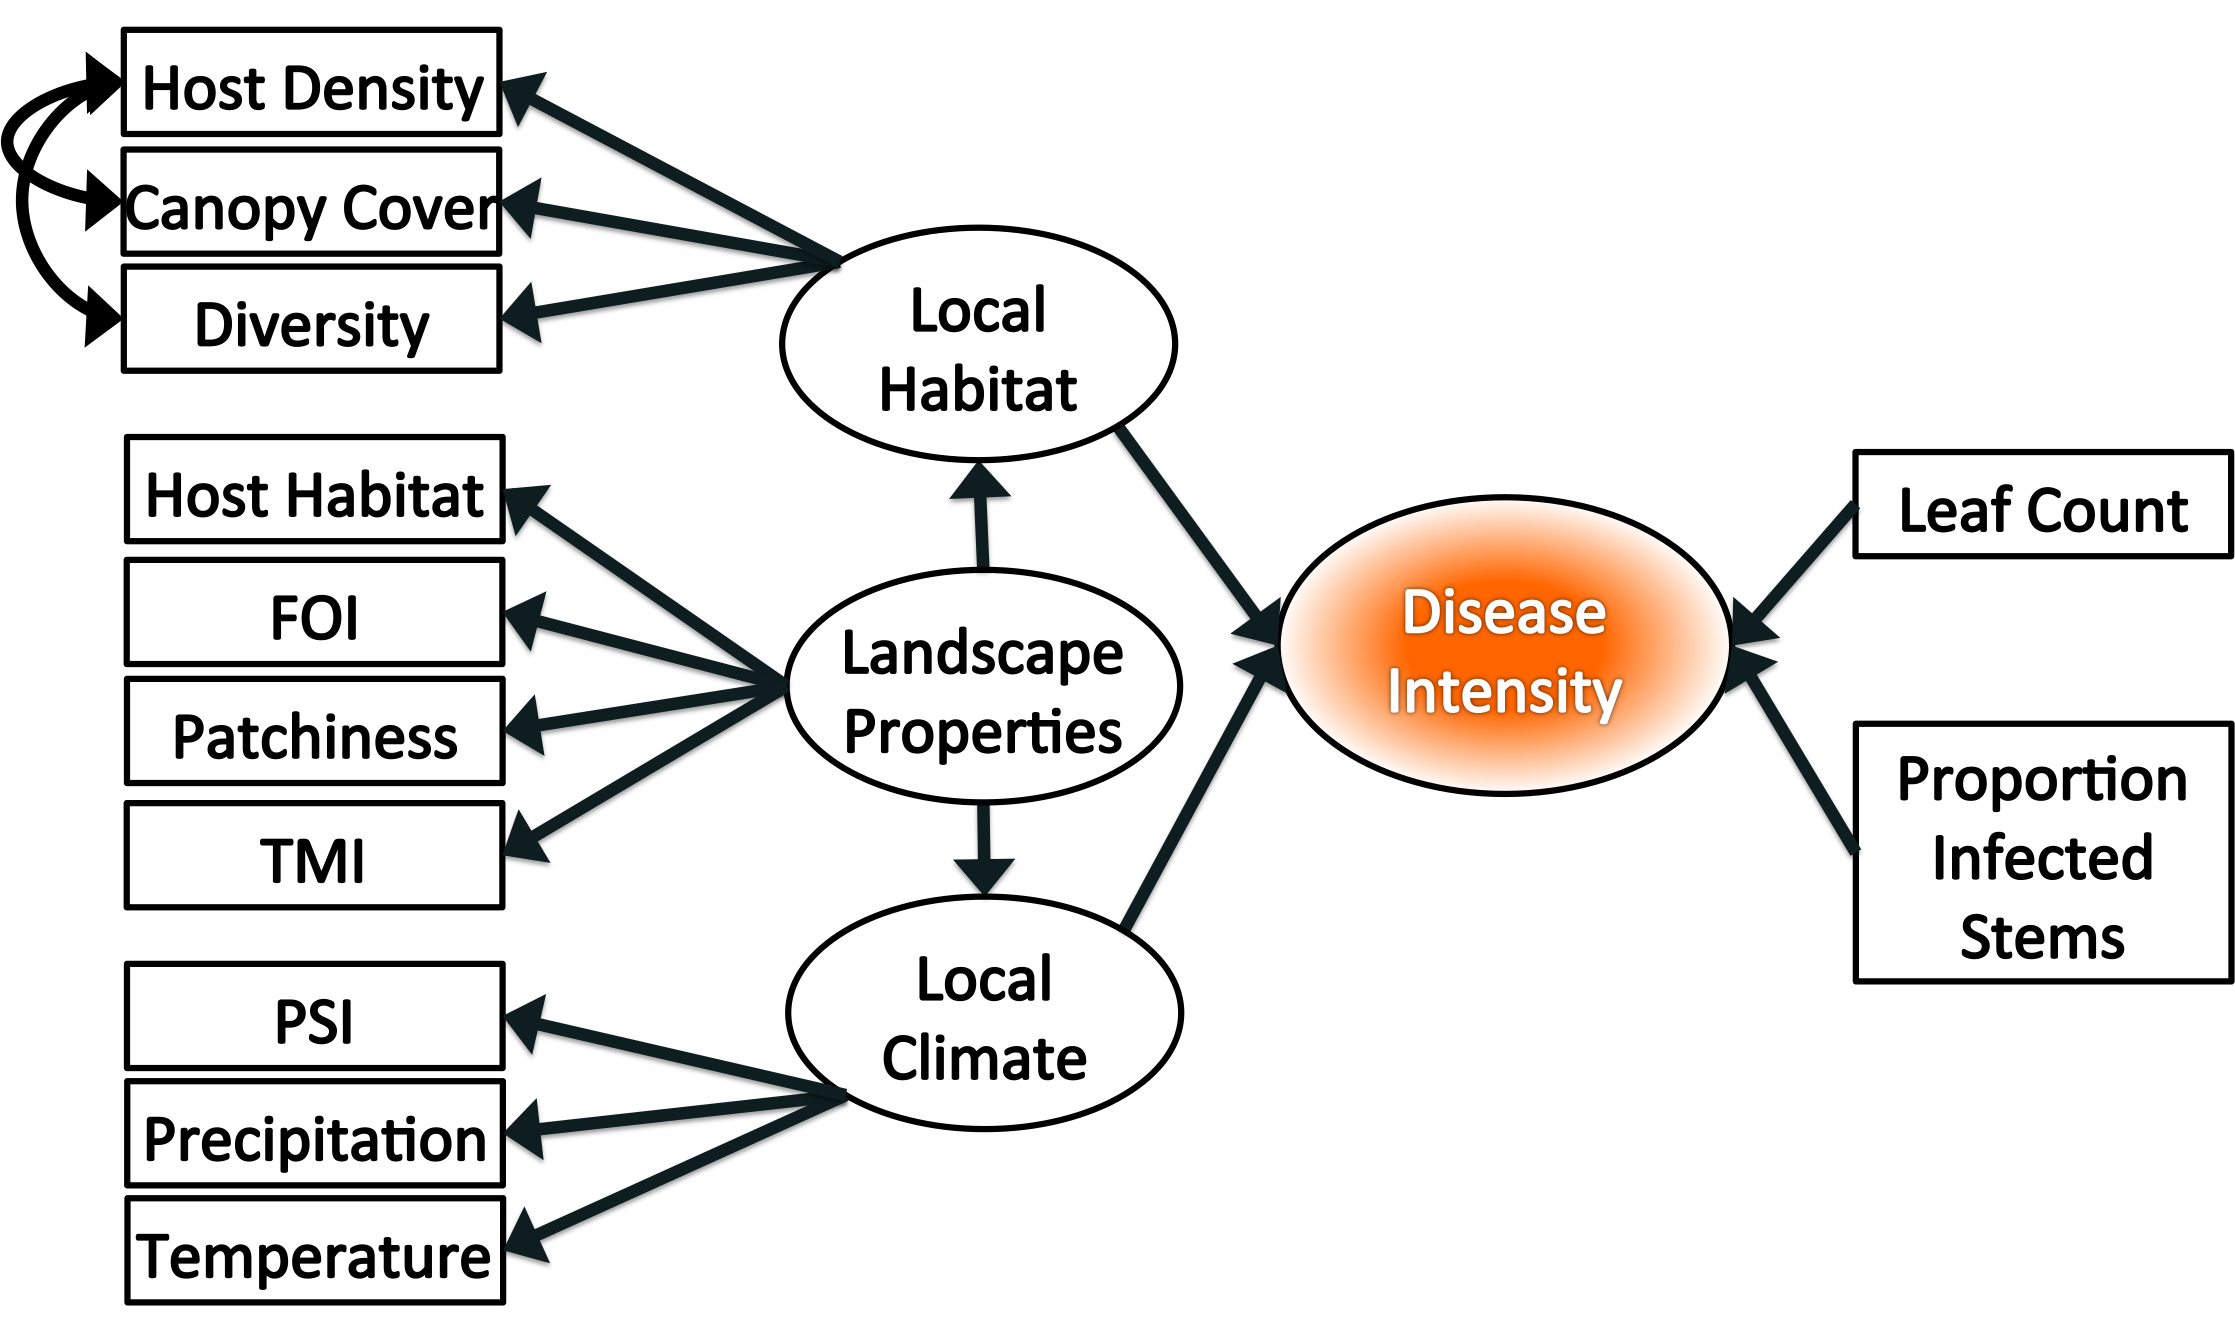 Host Density
Canopy Cover
Diversity
Host Habitat
FOI
Patchiness
TMI
PSI
Precipitation
Temperature
Local
Habitat
Landscape
Properties
Local
Climate
Disease
Intensity
Leaf Count
Proportion
Infected
Stems